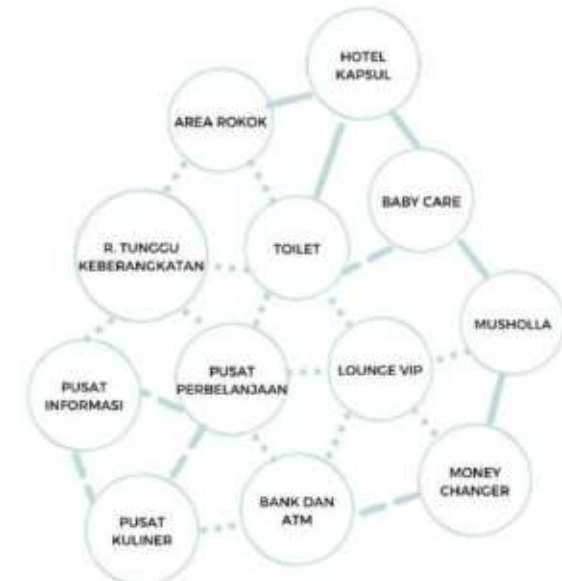 HOTEL
KAPSUL
AREA ROKOK
BABY CARE
R. TUNGGU
KEBERANGKATAN
TOILET
MUSHOLLA
PUSAT
INFORMASI
PUSAT
PERBELANJAAN
LOUNGE VIP
MONEY
CHANGER
BANK DAN
ATM
PUSAT
KULINER